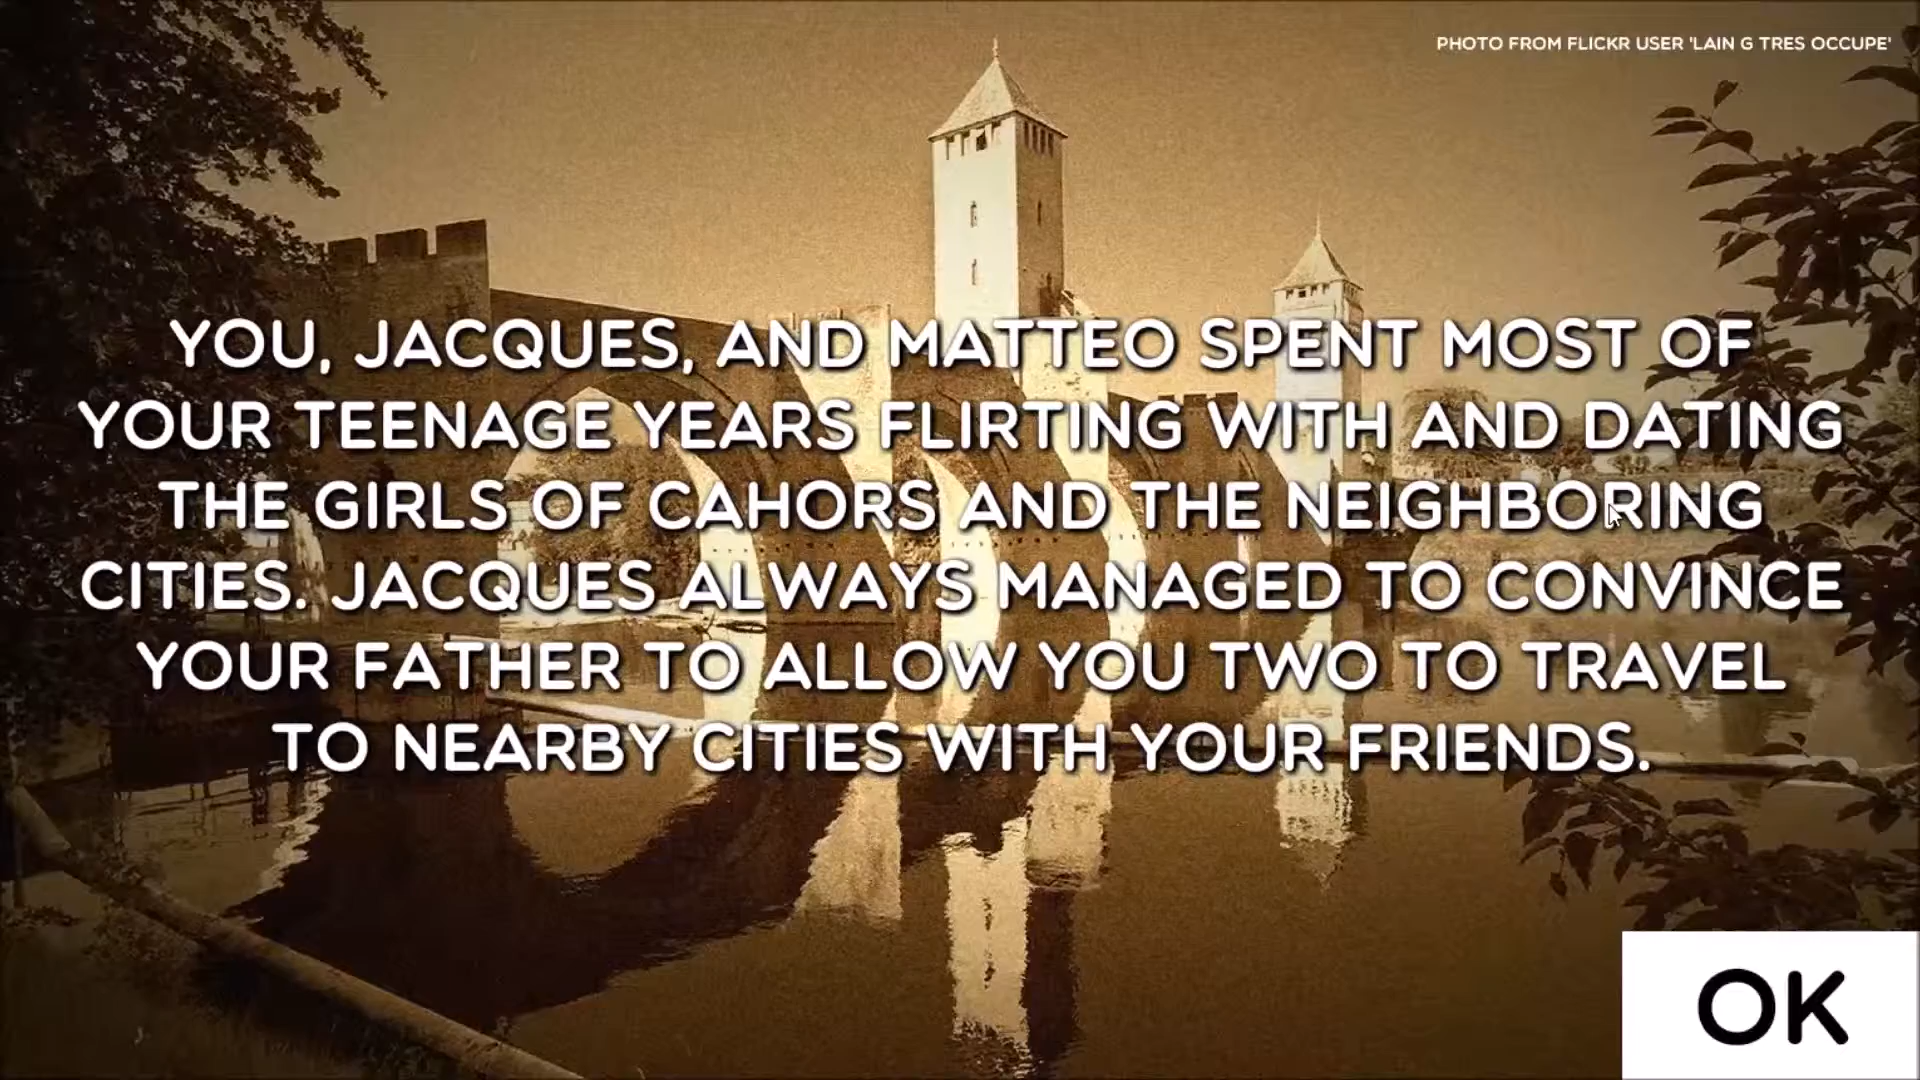 PHOTO FROM FLICKR USER 'LAIN G TRES OCCUPE'
YOU, JACQUES, AND MATTEO SPENT MOST OF
YOUR TEENAGE YEARS FLIRTING WITH AND DATING
THE GIRLS OF CAHORS AND THE NEIGHBORING
CITIES. JACQUES ALWAYS MANAGED TO CONVINCE
YOUR FATHER TO ALLOW YOU TWO TO TRAVEL
TO NEARBY CITIES WITH YOUR FRIENDS.
OK